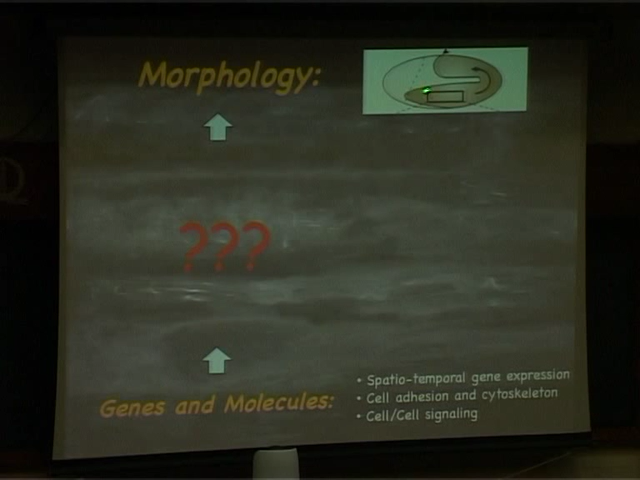 Morphology:
???
Genes and Molecules:
• Spatio-temporal gene expression
• Cell adhesion and cytoskeleton
• Cell/Cell signaling